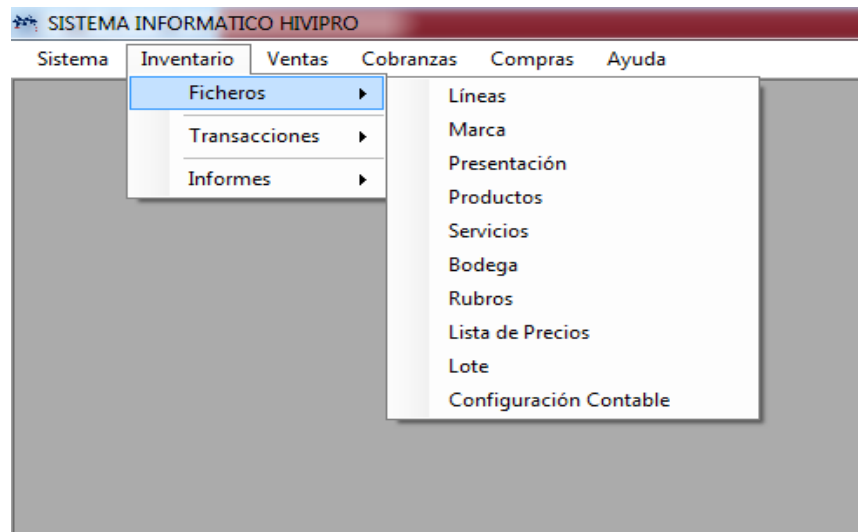 SISTEMA INFORMATICO HIVIPRO
Sistema Inventario Ventas Cobranzas Compras Ayuda
Ficheros
Transacciones
Informes
Líneas
Marca
Presentación
Productos
Servicios
Bodega
Rubros
Lista de Precios
Lote
Configuración Contable